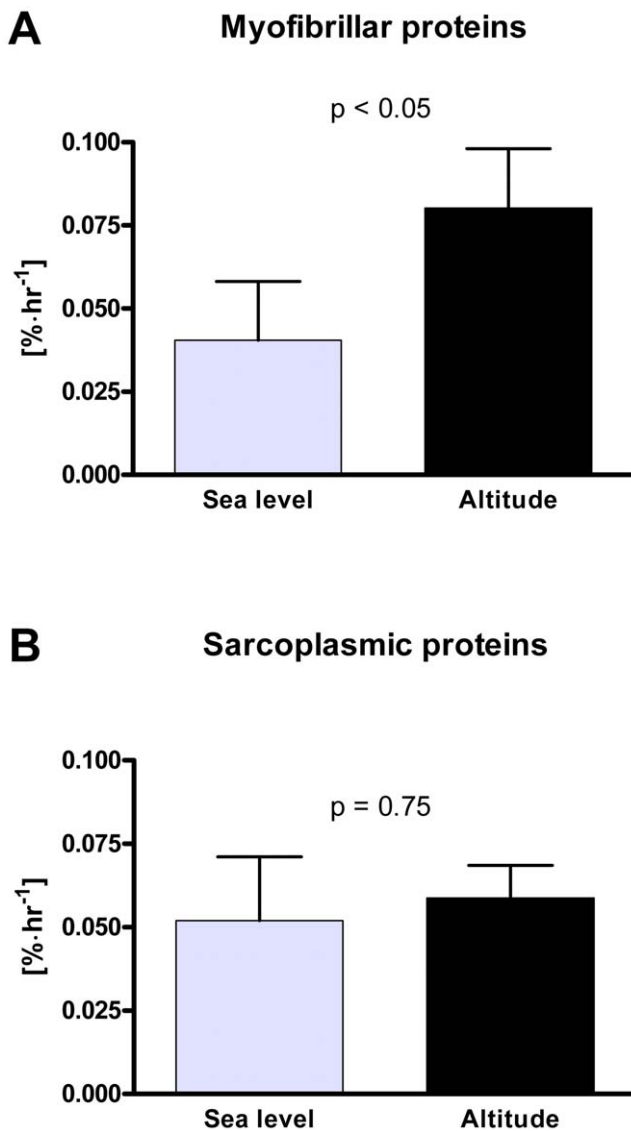 A Myofibrillar proteins
p < 0.05
0.100
0.075
0.050
0.025
0.000
[%·hr⁻¹]
Sea level Altitude
B Sarcoplasmic proteins
p = 0.75
0.100
0.075
0.050
0.025
0.000
[%·hr⁻¹]
Sea level Altitude